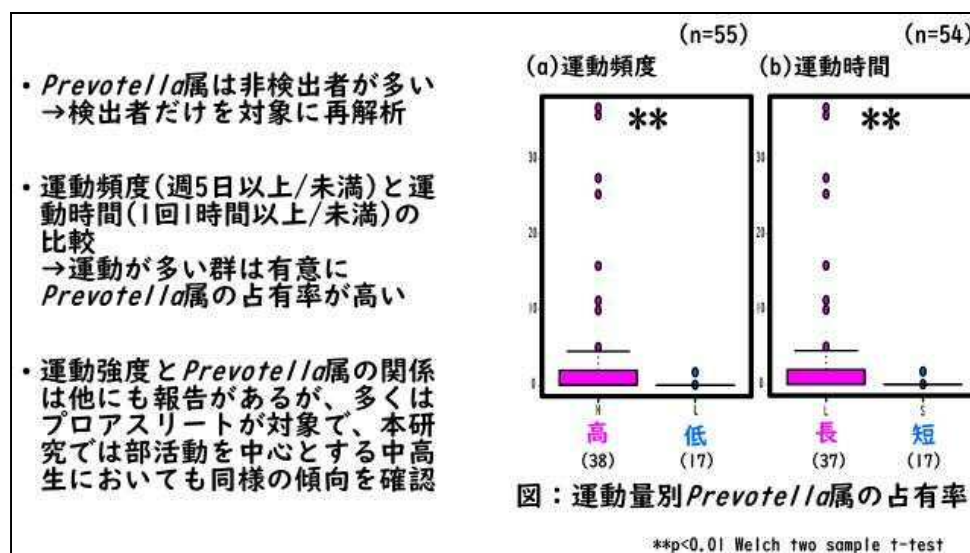 ・Prevotella属は非検出者が多い
→検出者だけを対象に再解析
・運動頻度(週5日以上/未満)と運
動時間(1回1時間以上/未満)の
比較
→運動が多い群は有意に
Prevotella属の占有率が高い
・運動強度とPrevotella属の関係
は他にも報告があるが、多くは
プロアスリートが対象で、本研
究では部活動を中心とする中高
生においても同様の傾向を確認
(n=55)
(a)運動頻度
**
30
20
10
0
H L
高 低
(38) (17)
(n=54)
(b)運動時間
**
30
20
10
0
L S
長 短
(37) (17)
図:運動量別Prevotella属の占有率
**p<0.01 Welch two sample t-test